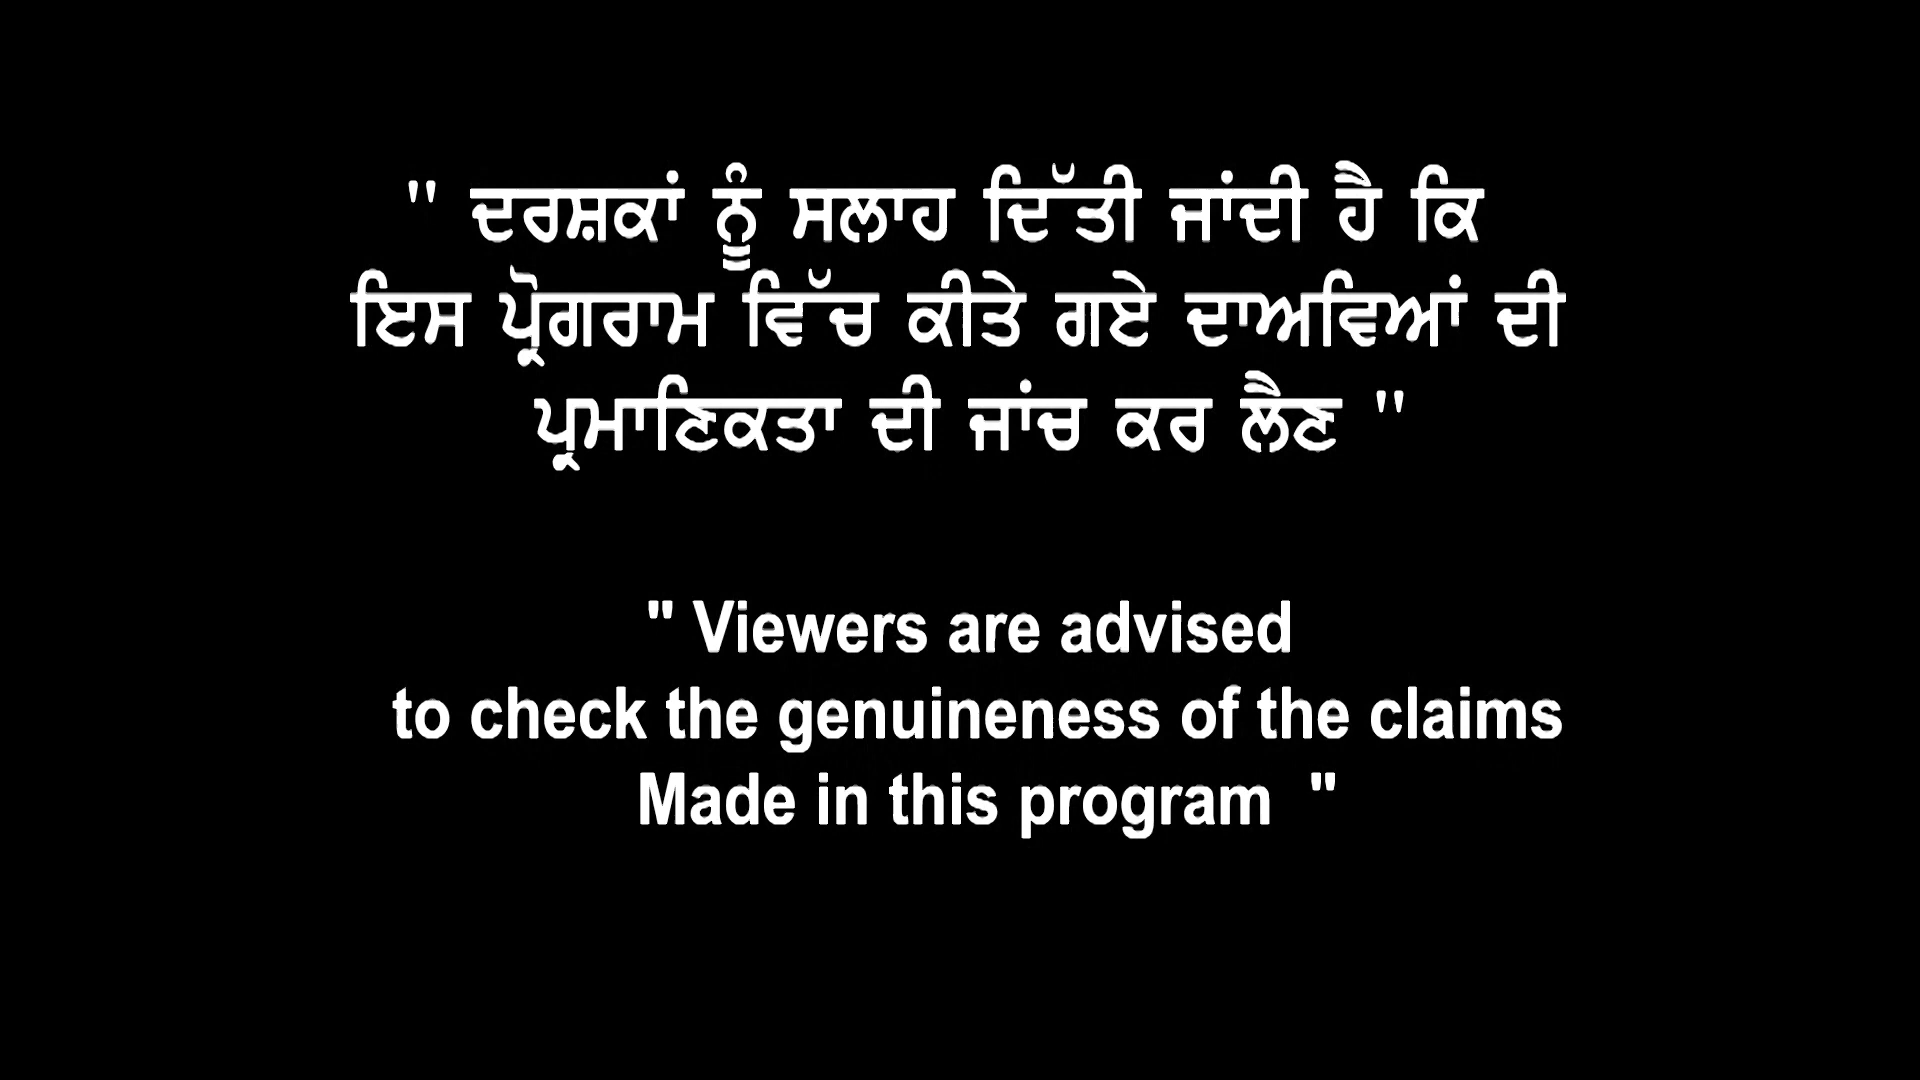 " ਦਰਸ਼ਕਾਂ ਨੂੰ ਸਲਾਹ ਦਿੱਤੀ ਜਾਂਦੀ ਹੈ ਕਿ
ਇਸ ਪ੍ਰੋਗਰਾਮ ਵਿੱਚ ਕੀਤੇ ਗਏ ਦਾਅਵਿਆਂ ਦੀ
ਪ੍ਰਮਾਣਿਕਤਾ ਦੀ ਜਾਂਚ ਕਰ ਲੈਣ "
" Viewers are advised
to check the genuineness of the claims
Made in this program "